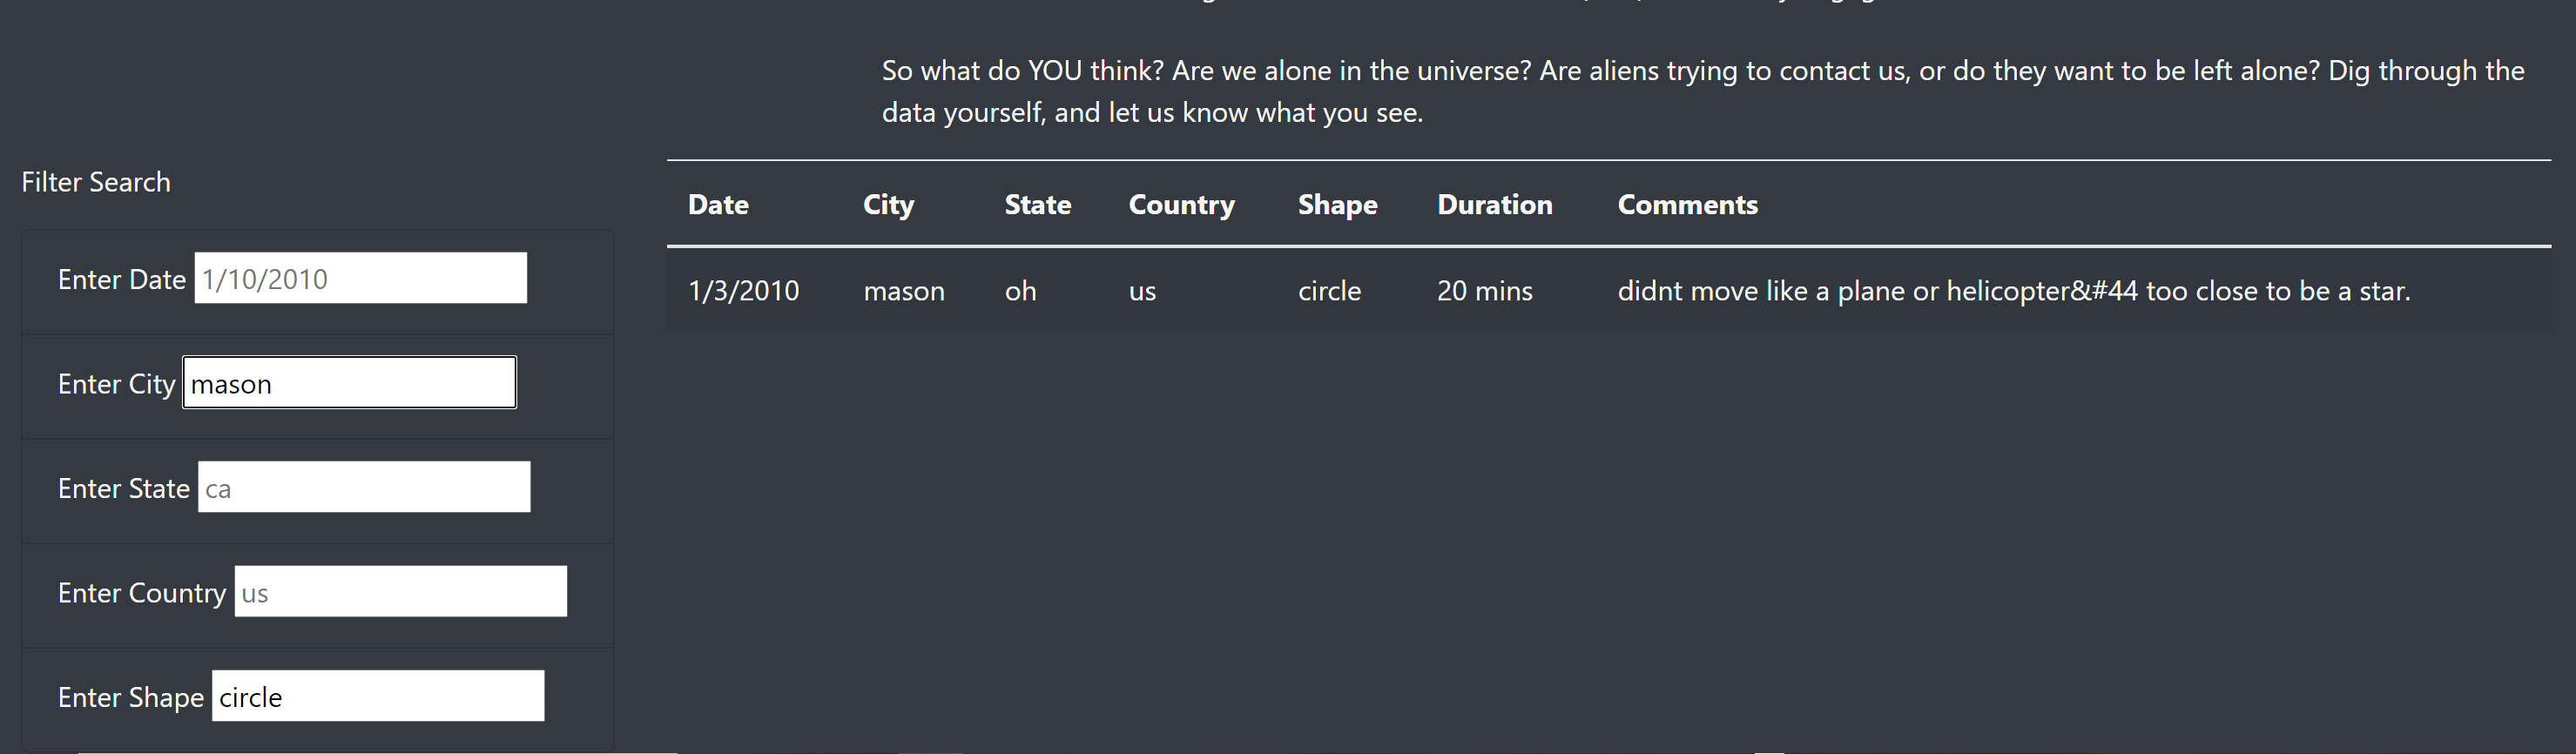 So what do YOU think? Are we alone in the universe? Are aliens trying to contact us, or do they want to be left alone? Dig through the
data yourself, and let us know what you see.
Filter Search
Enter Date 1/10/2010
Enter City mason
Enter State ca
Enter Country us
Enter Shape circle
Date City State Country Shape Duration Comments
1/3/2010 mason oh us circle 20 mins didnt move like a plane or helicopter&#44 too close to be a star.